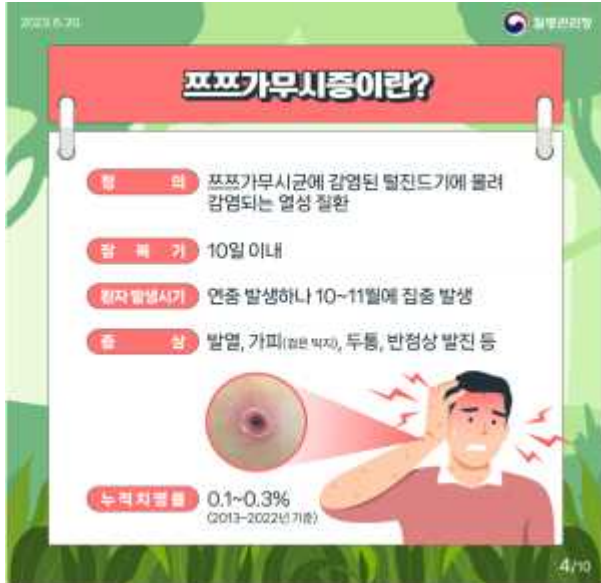 2023.6.20.
질병관리청
쯔쯔가무시증이란?
정 의 쯔쯔가무시균에 감염된 털진드기에 물려
감염되는 열성 질환
잠 복 기 10일 이내
환자 발생시기 연중 발생하나 10~11월에 집중 발생
증 상 발열, 가피(검은 딱지), 두통, 반점상 발진 등
누적치명률 0.1~0.3%
(2013~2022년 기준)
4/10